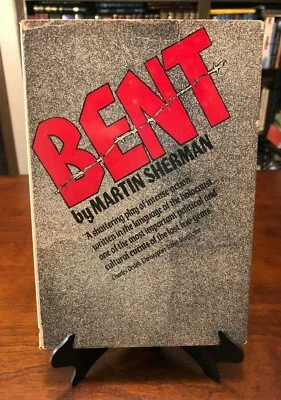 BENT
by MARTIN SHERMAN
"A shattering play of intense action
written in the language of the holocaust...
one of the most important political and
cultural events of the last few years."